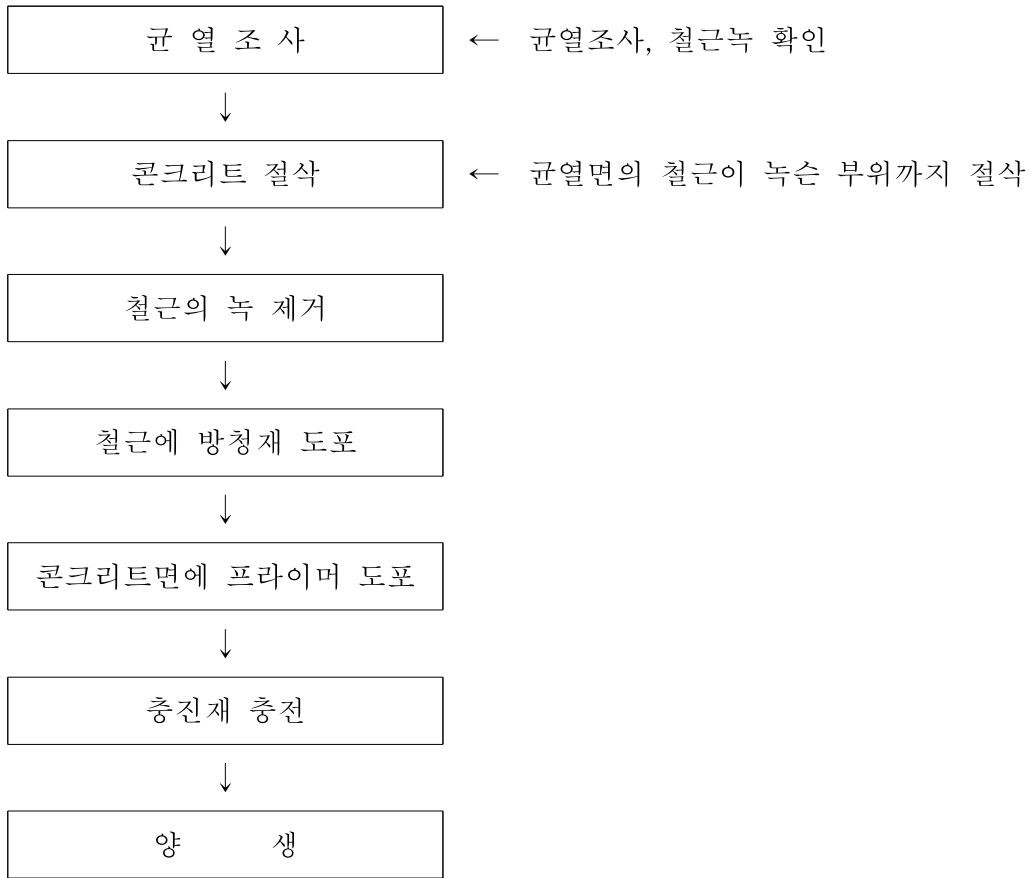 균 열 조 사 ← 균열조사, 철근녹 확인
↓
콘크리트 절삭 ← 균열면의 철근이 녹슨 부위까지 절삭
↓
철근의 녹 제거
↓
철근에 방청재 도포
↓
콘크리트면에 프라이머 도포
↓
충진재 충전
↓
양 생